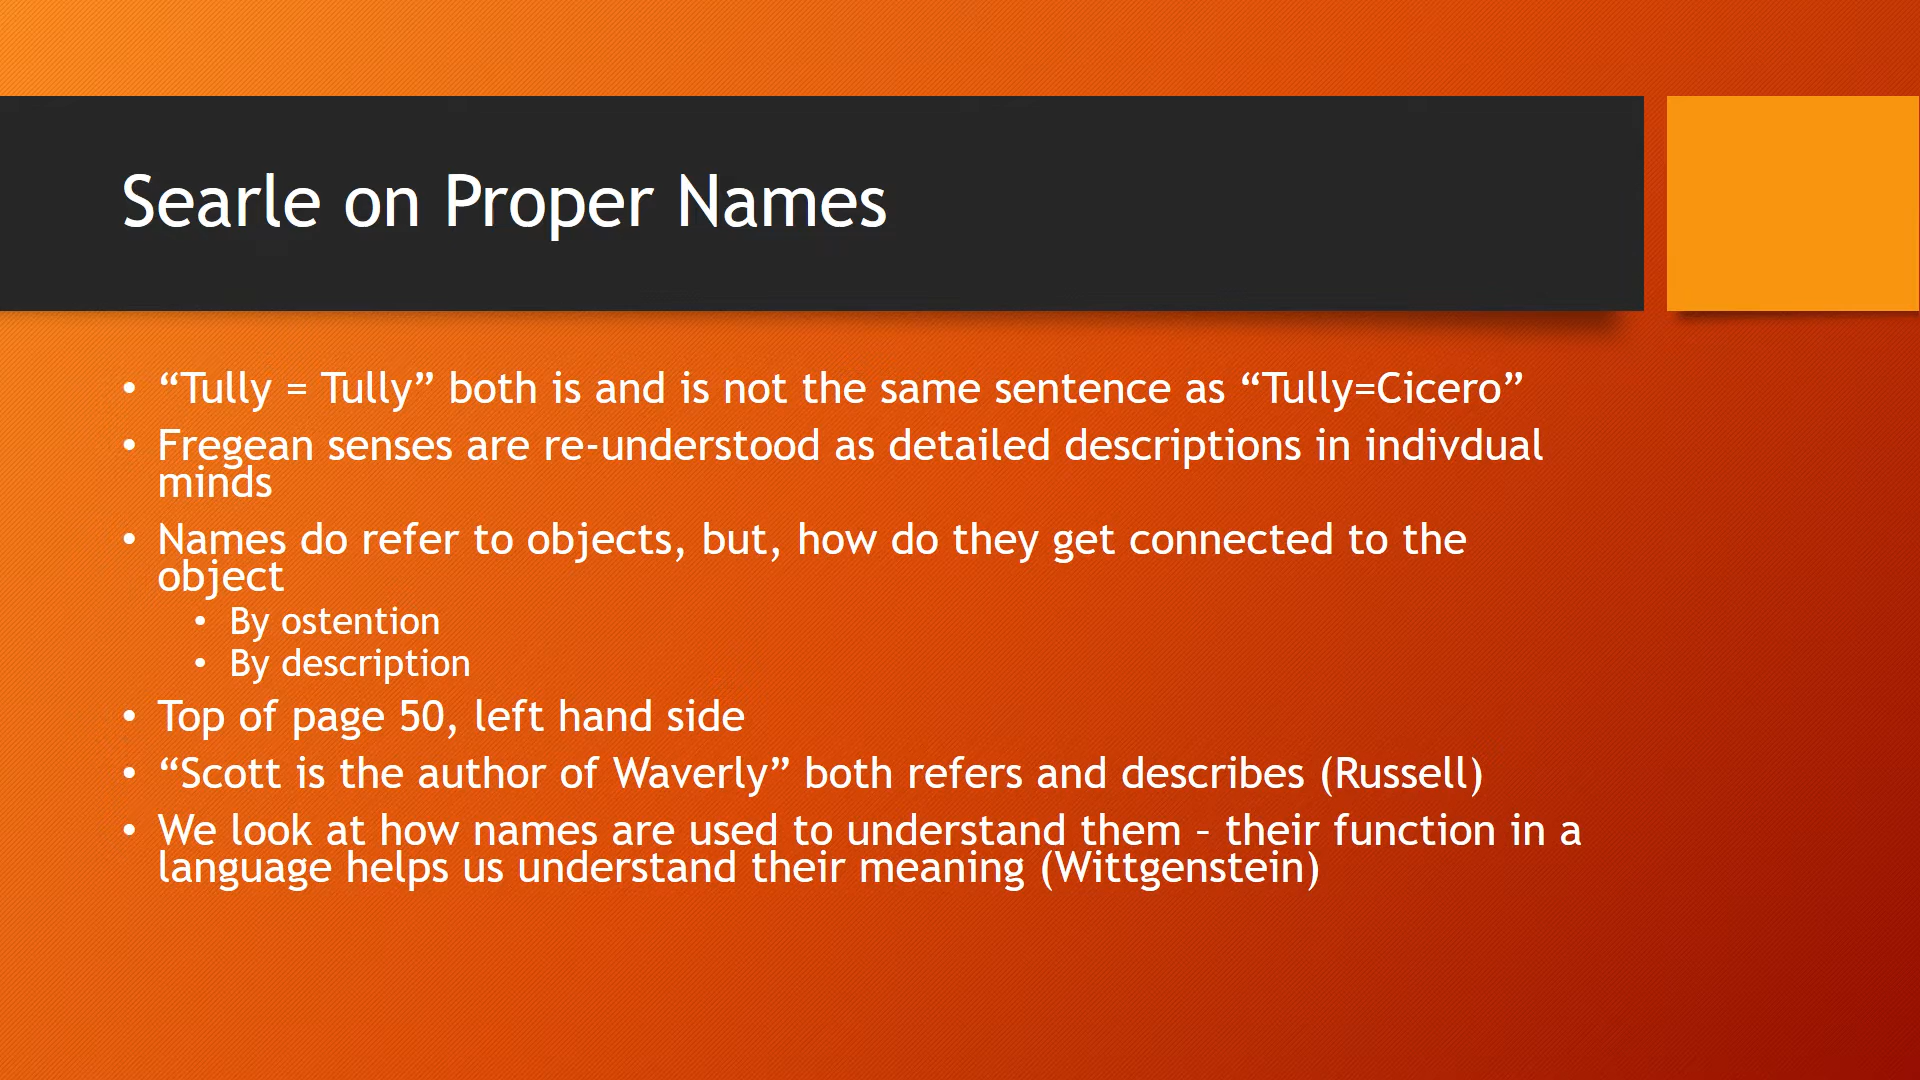 Searle on Proper Names
• “Tully = Tully” both is and is not the same sentence as “Tully=Cicero”
• Fregean senses are re-understood as detailed descriptions in indivdual
minds
• Names do refer to objects, but, how do they get connected to the
object
• By ostention
• By description
• Top of page 50, left hand side
• “Scott is the author of Waverly” both refers and describes (Russell)
• We look at how names are used to understand them – their function in a
language helps us understand their meaning (Wittgenstein)